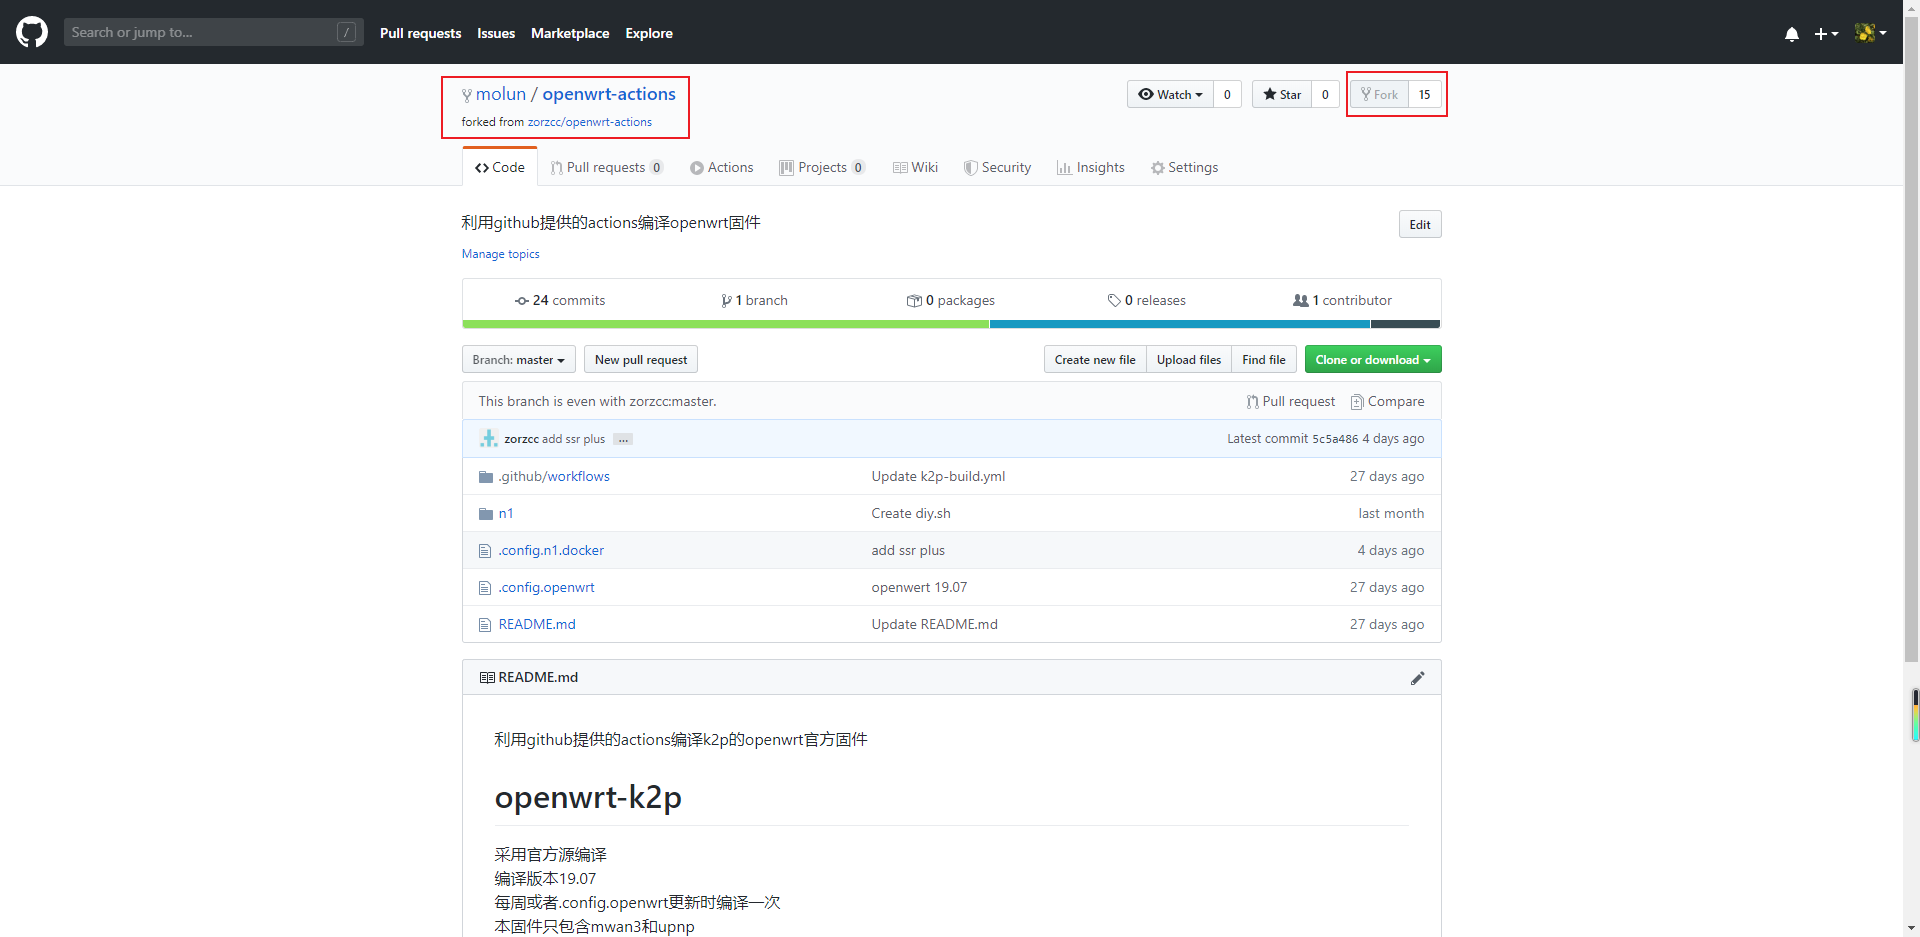 Search or jump to... / Pull requests Issues Marketplace Explore
molun / openwrt-actions
forked from zorzcc/openwrt-actions
Watch 0 Star 0 Fork 15
Code Pull requests 0 Actions Projects 0 Wiki Security Insights Settings
利用github提供的actions编译openwrt固件
Edit
Manage topics
24 commits 1 branch 0 packages 0 releases 1 contributor
Branch: master New pull request Create new file Upload files Find file Clone or download
This branch is even with zorzcc:master. Pull request Compare
zorzcc add ssr plus ... Latest commit 5c5a486 4 days ago
.github/workflows Update k2p-build.yml 27 days ago
n1 Create diy.sh last month
.config.n1.docker add ssr plus 4 days ago
.config.openwrt openwert 19.07 27 days ago
README.md Update README.md 27 days ago
README.md
利用github提供的actions编译k2p的openwrt官方固件
openwrt-k2p
采用官方源编译
编译版本19.07
每周或者.config.openwrt更新时编译一次
本固件只包含mwan3和upnp